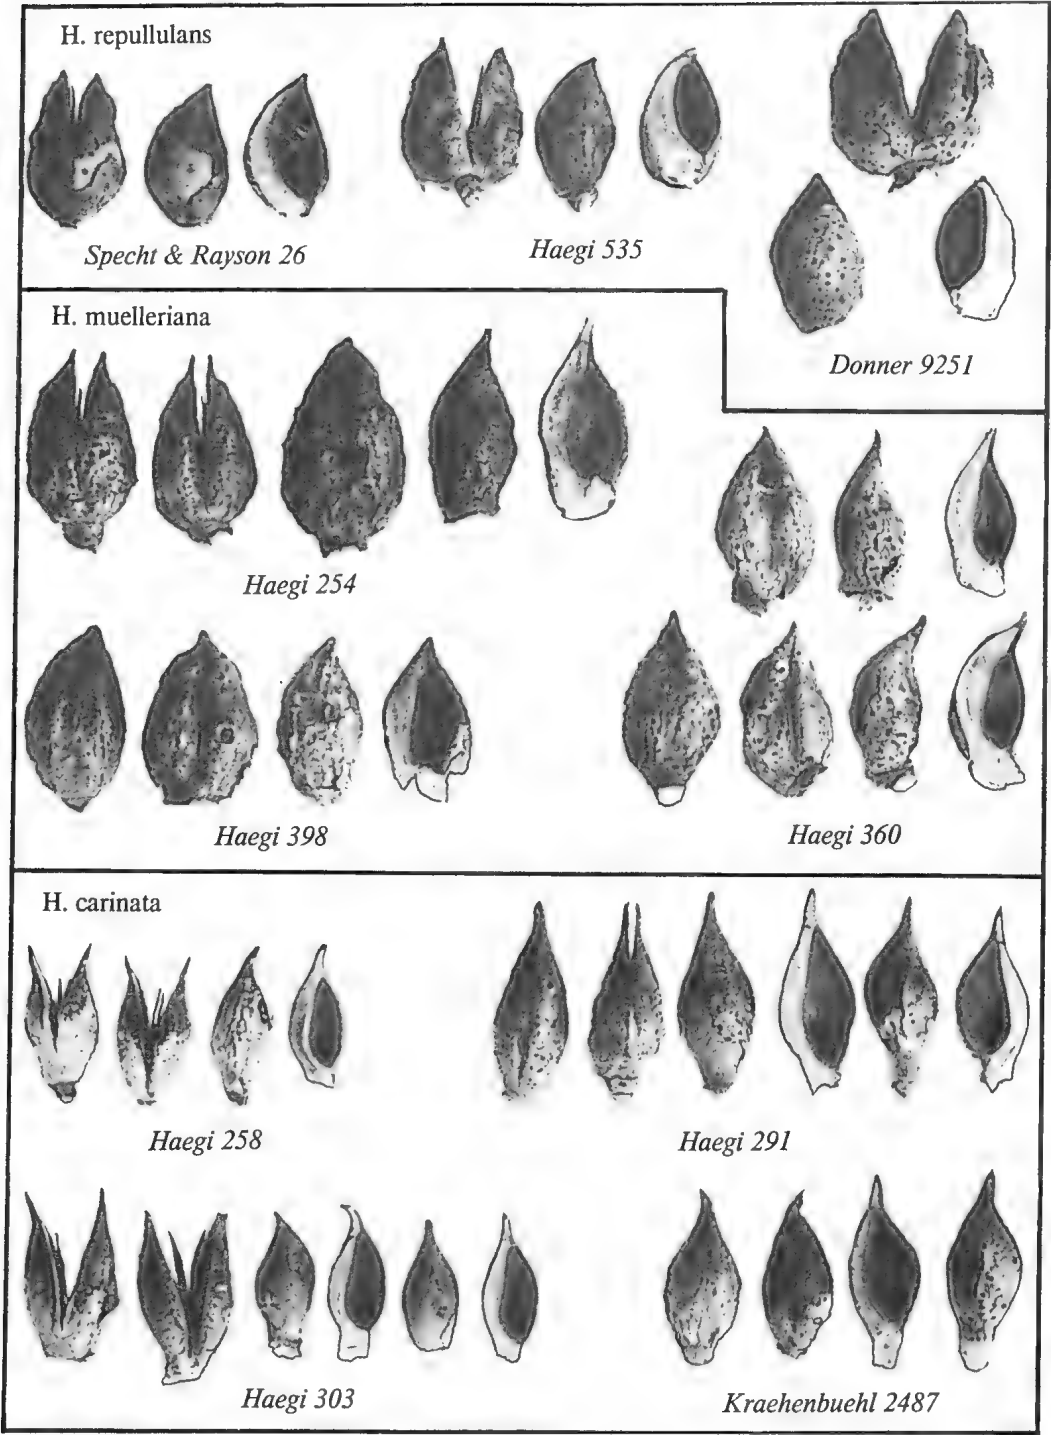 H. repullulans
Specht & Rayson 26
Haegi 535
Donner 9251
H. muelleriana
Haegi 254
Haegi 398
Haegi 360
H. carinata
Haegi 258
Haegi 291
Haegi 303
Kraehenbuehl 2487